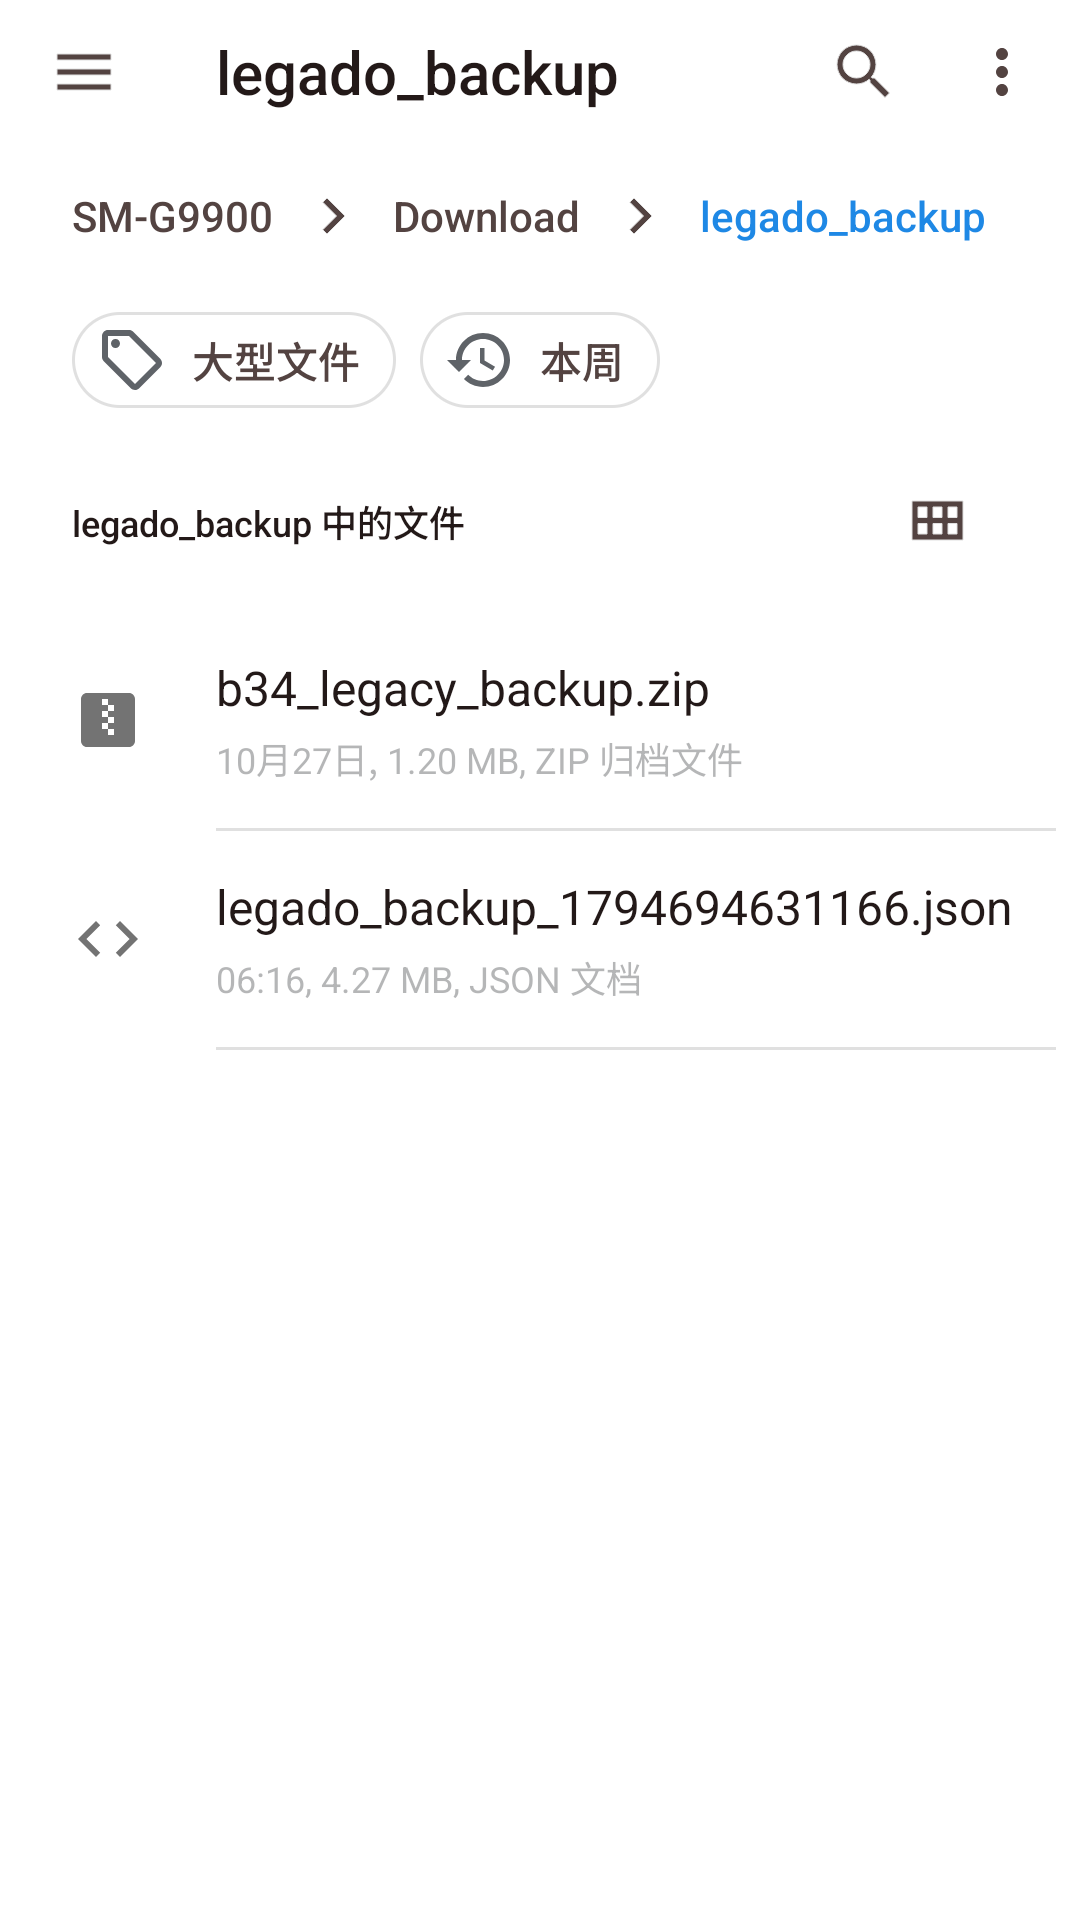 legado_backup
SM-G9900 > Download > legado_backup
大型文件 本周
legado_backup 中的文件
b34_legacy_backup.zip
10月27日, 1.20 MB, ZIP 归档文件
legado_backup_1794694631166.json
06:16, 4.27 MB, JSON 文档